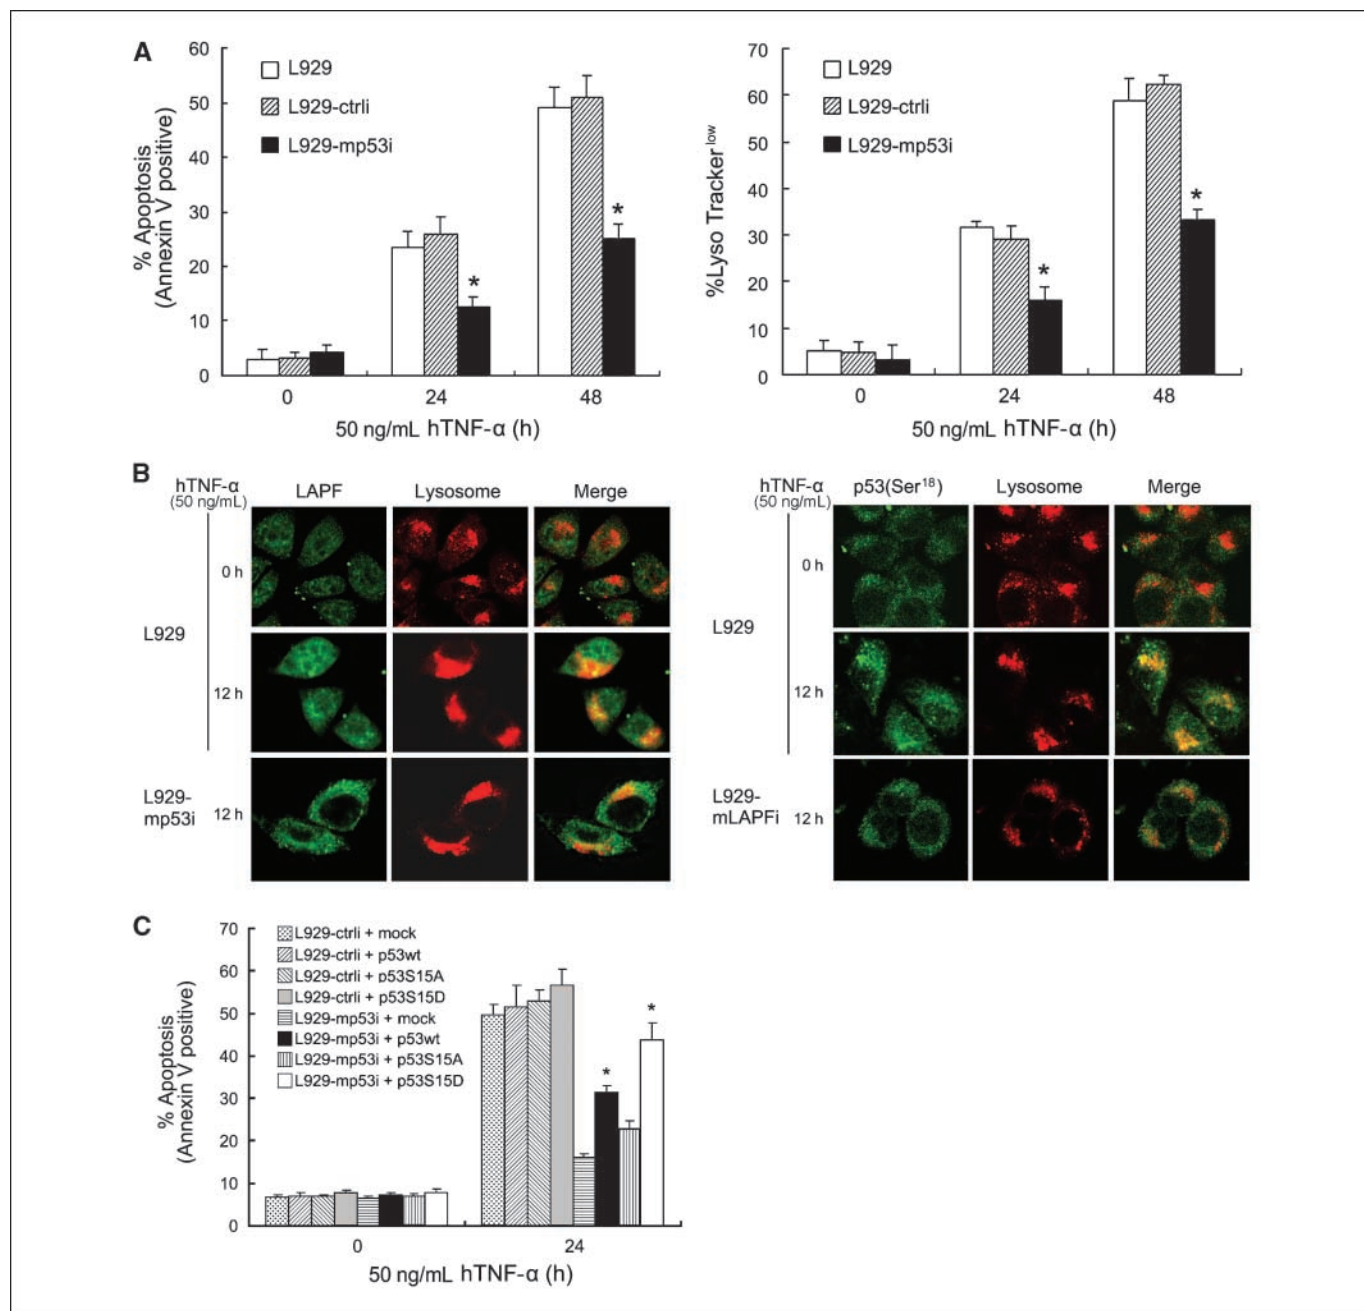 A
60
50
40
30
20
10
0
% Apoptosis
(Annexin V positive)
L929
L929-ctrli
L929-mp53i
*
*
0
24
48
50 ng/mL hTNF-α (h)
70
60
50
40
30
20
10
0
%Lyso Tracker low
L929
L929-ctrli
L929-mp53i
*
*
0
24
48
50 ng/mL hTNF-α (h)
B
hTNF-α
(50 ng/mL)
LAPF
Lysosome
Merge
0 h
L929
12 h
L929-
mp53i
12 h
hTNF-α
(50 ng/mL)
p53(Ser18)
Lysosome
Merge
0 h
L929
12 h
L929-
mLAPFi
12 h
C
70
60
50
40
30
20
10
0
% Apoptosis
(Annexin V positive)
L929-ctrli + mock
L929-ctrli + p53wt
L929-ctrli + p53S15A
L929-ctrli + p53S15D
L929-mp53i + mock
L929-mp53i + p53wt
L929-mp53i + p53S15A
L929-mp53i + p53S15D
*
*
0
24
50 ng/mL hTNF-α (h)